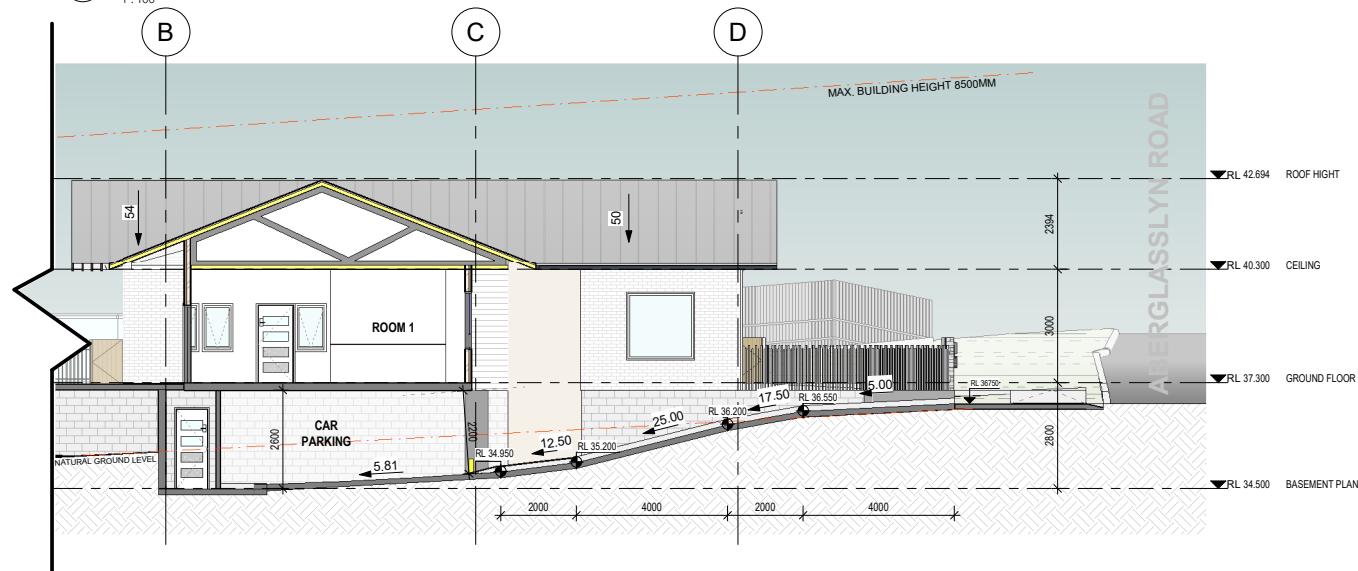 1 : 100
B
C
D
MAX. BUILDING HEIGHT 8500MM
ABERGLASSLYN ROAD
RL 42.694 ROOF HIGHT
54
50
2394
RL 40.300 CEILING
ROOM 1
3000
RL 37.300 GROUND FLOOR
5.00
RL 36750
17.50
RL 36.550
RL 36.200
25.00
CAR
PARKING
2600
2200
12.50
RL 35.200
RL 34.950
2800
NATURAL GROUND LEVEL
5.81
RL 34.500 BASEMENT PLAN
2000
4000
2000
4000